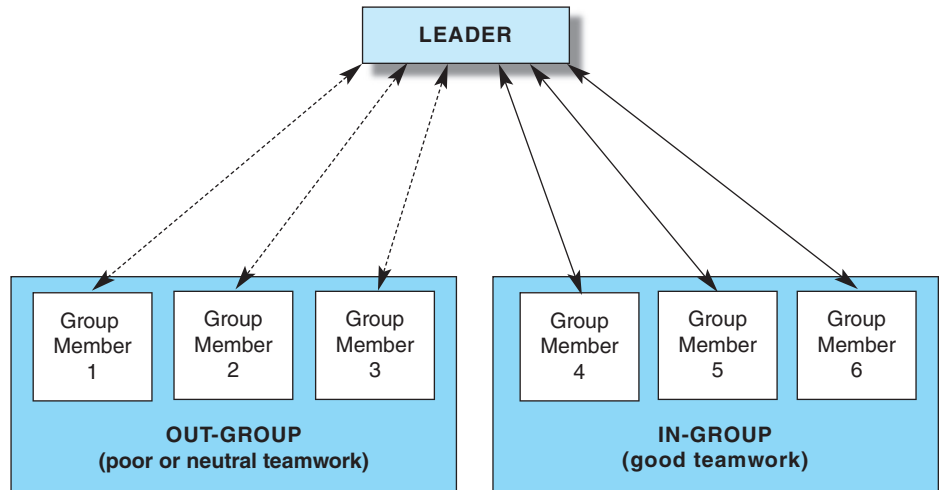 LEADER
Group
Member
1
Group
Member
2
Group
Member
3
OUT-GROUP
(poor or neutral teamwork)
Group
Member
4
Group
Member
5
Group
Member
6
IN-GROUP
(good teamwork)